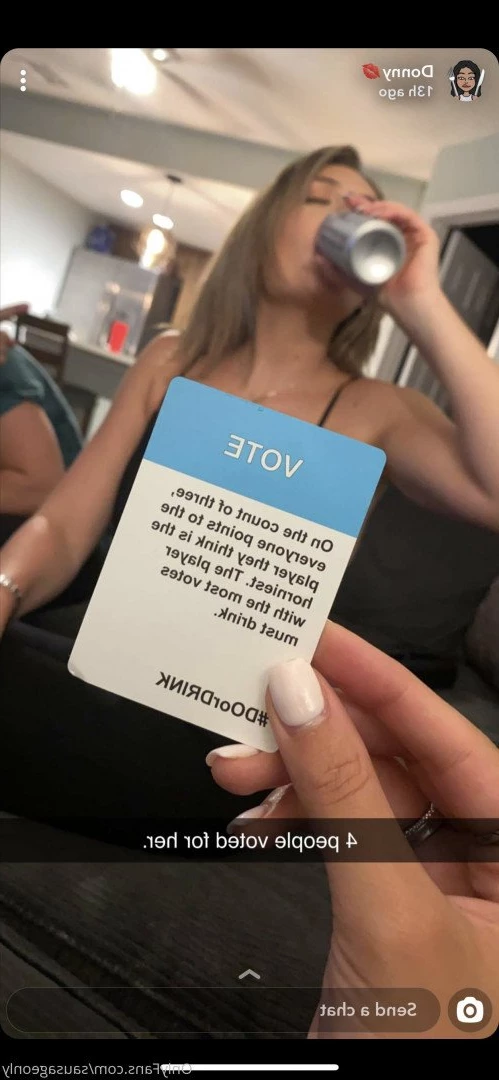 Donny 💋
13h ago
VOTE
On the count of three,
everyone points to the
player they think is the
horniest. The player
with the most votes
must drink.
#DOorDRINK
4 people voted for her.
Send a chat
OnlyFans.com/sausageonly